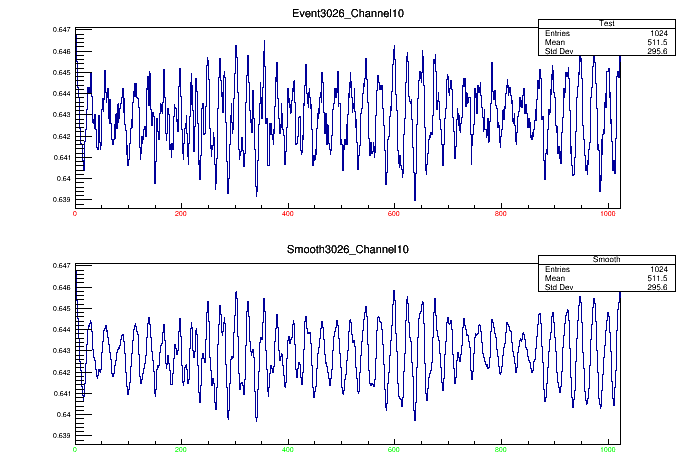 Event3026_Channel10
Test
Entries 1024
Mean 511.5
Std Dev 295.6
0.647
0.646
0.645
0.644
0.643
0.642
0.641
0.64
0.639
0 200 400 600 800 1000
Smooth3026_Channel10
Smooth
Entries 1024
Mean 511.5
Std Dev 295.6
0.647
0.646
0.645
0.644
0.643
0.642
0.641
0.64
0.639
0 200 400 600 800 1000